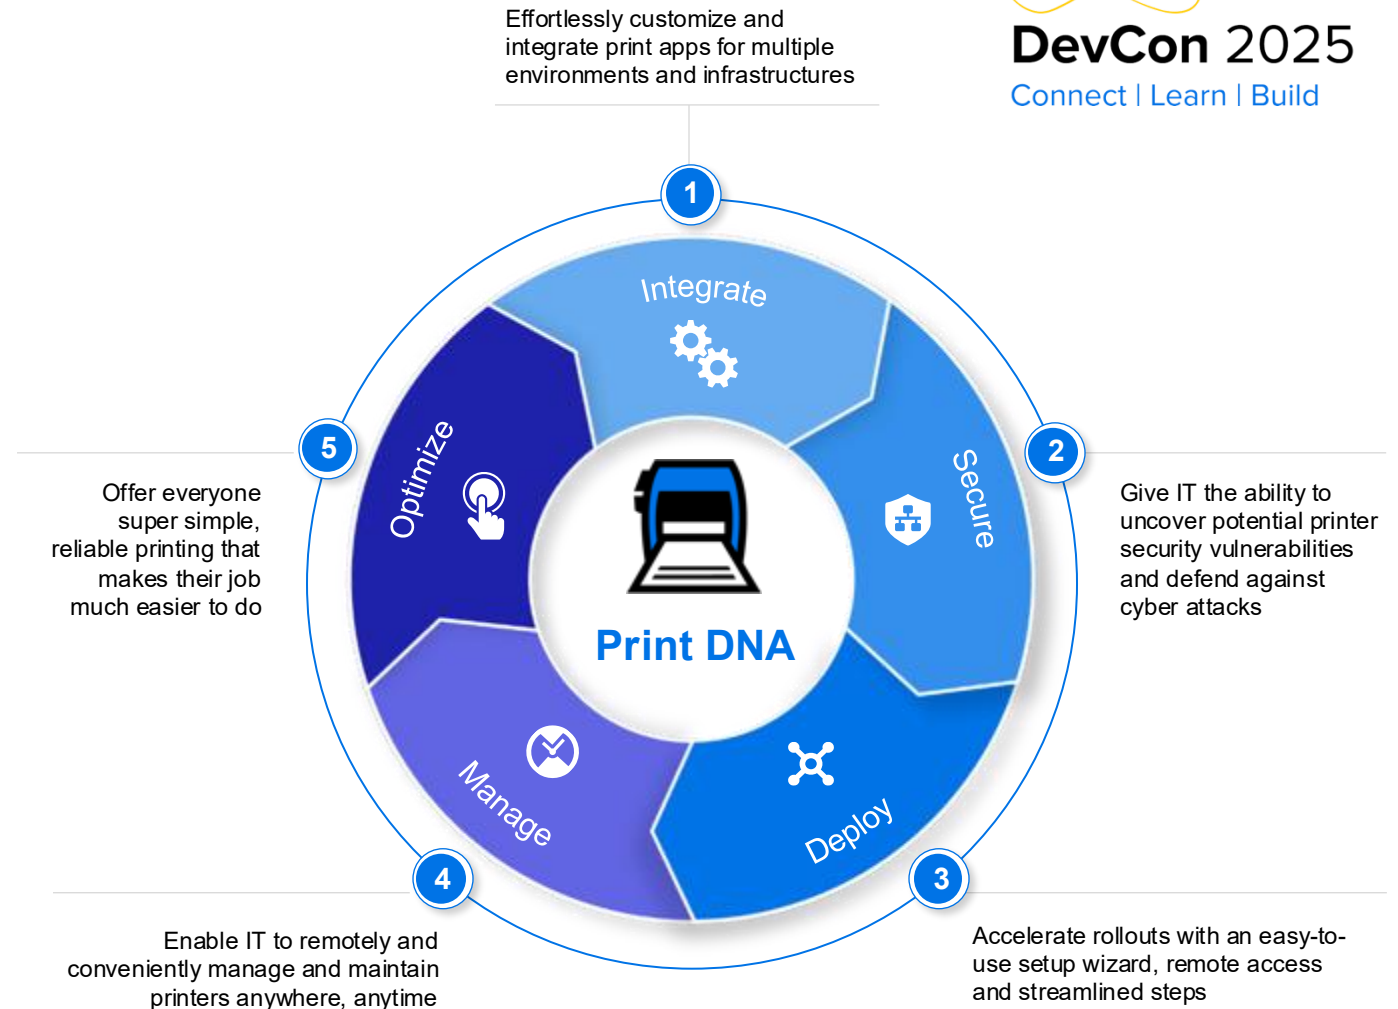 Effortlessly customize and
integrate print apps for multiple
environments and infrastructures
DevCon 2025
Connect | Learn | Build
1
Integrate
2
Secure
Give IT the ability to
uncover potential printer
security vulnerabilities
and defend against
cyber attacks
3
Deploy
Accelerate rollouts with an easy-to-
use setup wizard, remote access
and streamlined steps
4
Manage
Enable IT to remotely and
conveniently manage and maintain
printers anywhere, anytime
5
Optimize
Offer everyone
super simple,
reliable printing that
makes their job
much easier to do
Print DNA